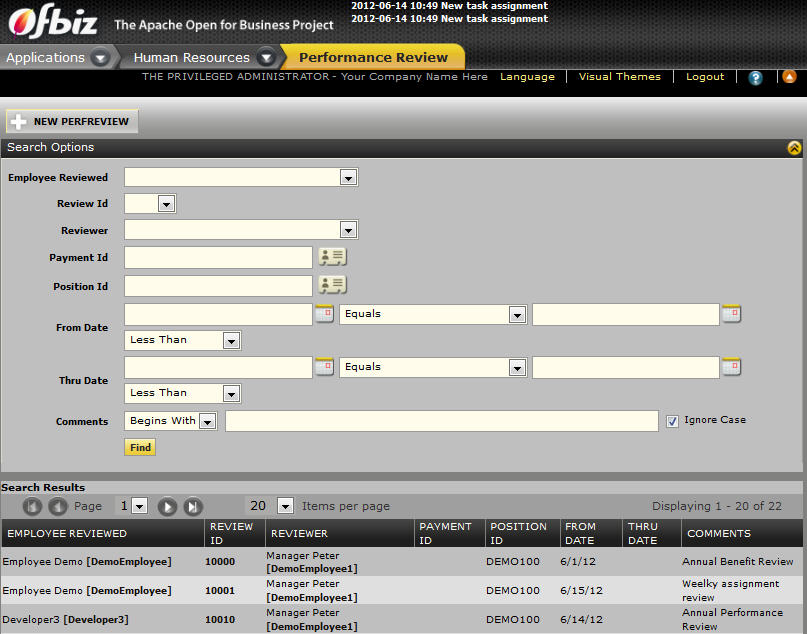 2012-06-14 10:49 New task assignment
Ofbiz The Apache Open for Business Project
2012-06-14 10:49 New task assignment
Applications Human Resources Performance Review
THE PRIVILEGED ADMINISTRATOR - Your Company Name Here Language Visual Themes Logout ?
NEW PERFREVIEW
Search Options
Employee Reviewed
Review Id
Reviewer
Payment Id
Position Id
From Date Equals
Less Than
Thru Date Equals
Less Than
Comments Begins With Ignore Case
Find
Search Results
Page 1 20 Items per page Displaying 1 - 20 of 22
EMPLOYEE REVIEWED REVIEW ID REVIEWER PAYMENT ID POSITION ID FROM DATE THRU DATE COMMENTS
Employee Demo [DemoEmployee] 10000 Manager Peter [DemoEmployee1] DEMO100 6/1/12 Annual Benefit Review
Employee Demo [DemoEmployee] 10001 Manager Peter [DemoEmployee1] DEMO100 6/15/12 Weelky assignment review
Developer3 [Developer3] 10010 Manager Peter [DemoEmployee1] DEMO100 6/14/12 Annual Performance Review